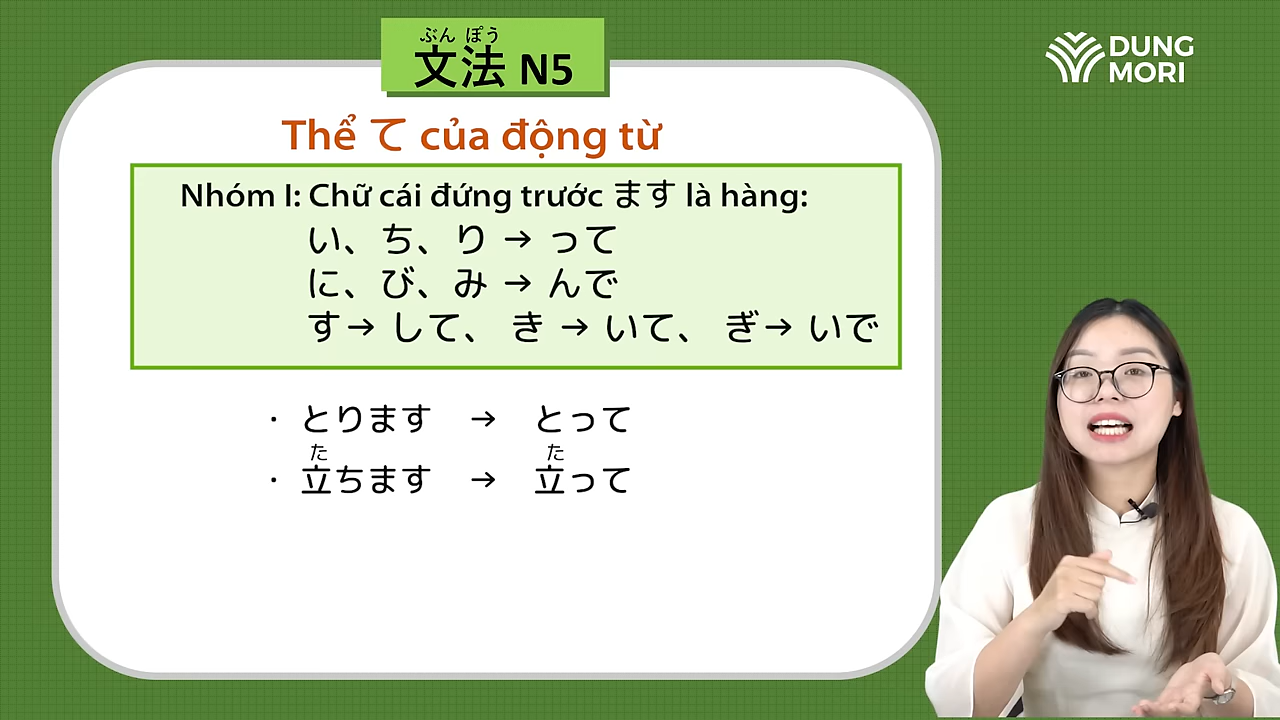 ぶん ぽう
文法 N5
DUNG
MORI
Thể て của động từ
Nhóm I: Chữ cái đứng trước ます là hàng:
い、ち、り → って
に、び、み → んで
す→ して、 き → いて、 ぎ→ いで
・ とります → とって
た た
・ 立ちます → 立って